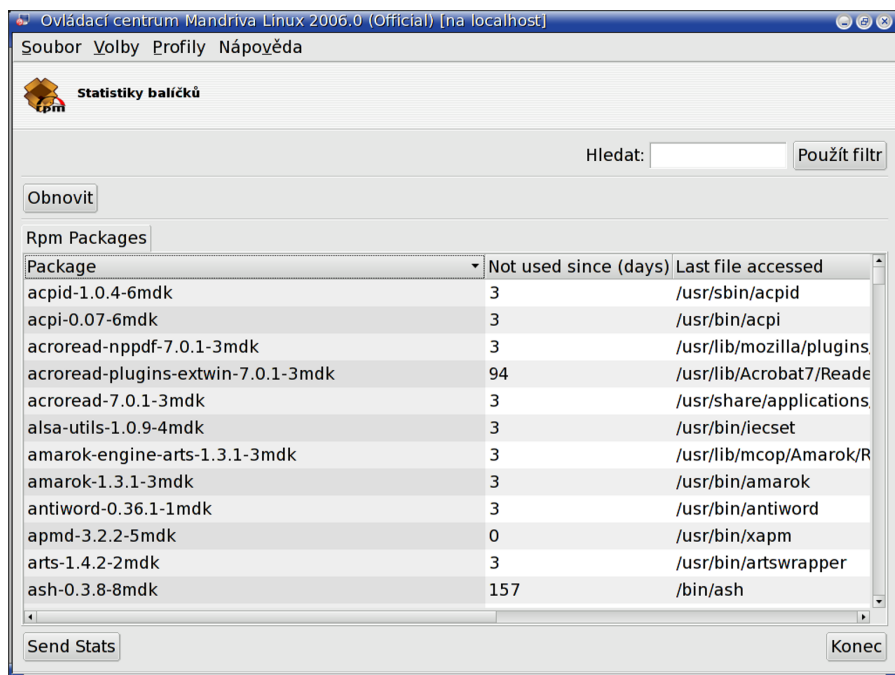 Ovládací centrum Mandriva Linux 2006.0 (Official) [na localhost]
Soubor Volby Profily Nápověda
rpm
Statistiky balíčků
Hledat: Použít filtr
Obnovit
Rpm Packages
Package Not used since (days) Last file accessed
acpid-1.0.4-6mdk 3 /usr/sbin/acpid
acpi-0.07-6mdk 3 /usr/bin/acpi
acroread-nppdf-7.0.1-3mdk 3 /usr/lib/mozilla/plugins
acroread-plugins-extwin-7.0.1-3mdk 94 /usr/lib/Acrobat7/Reade
acroread-7.0.1-3mdk 3 /usr/share/applications
alsa-utils-1.0.9-4mdk 3 /usr/bin/iecset
amarok-engine-arts-1.3.1-3mdk 3 /usr/lib/mcop/Amarok/R
amarok-1.3.1-3mdk 3 /usr/bin/amarok
antiword-0.36.1-1mdk 3 /usr/bin/antiword
apmd-3.2.2-5mdk 0 /usr/bin/xapm
arts-1.4.2-2mdk 3 /usr/bin/artswrapper
ash-0.3.8-8mdk 157 /bin/ash
Send Stats Konec